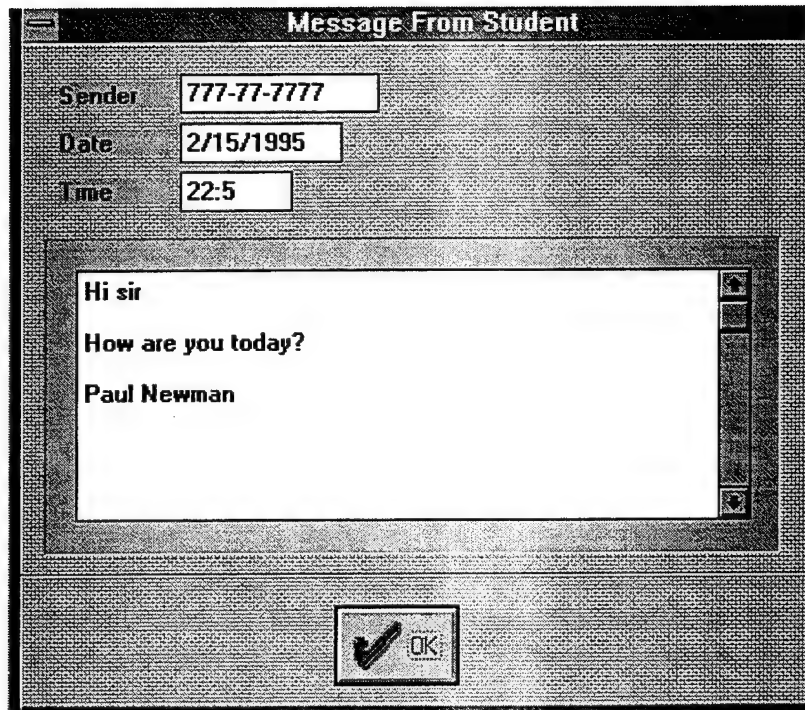 Message From Student
Sender 777-77-7777
Date 2/15/1995
Time 22:5
Hi sir
How are you today?
Paul Newman
OK